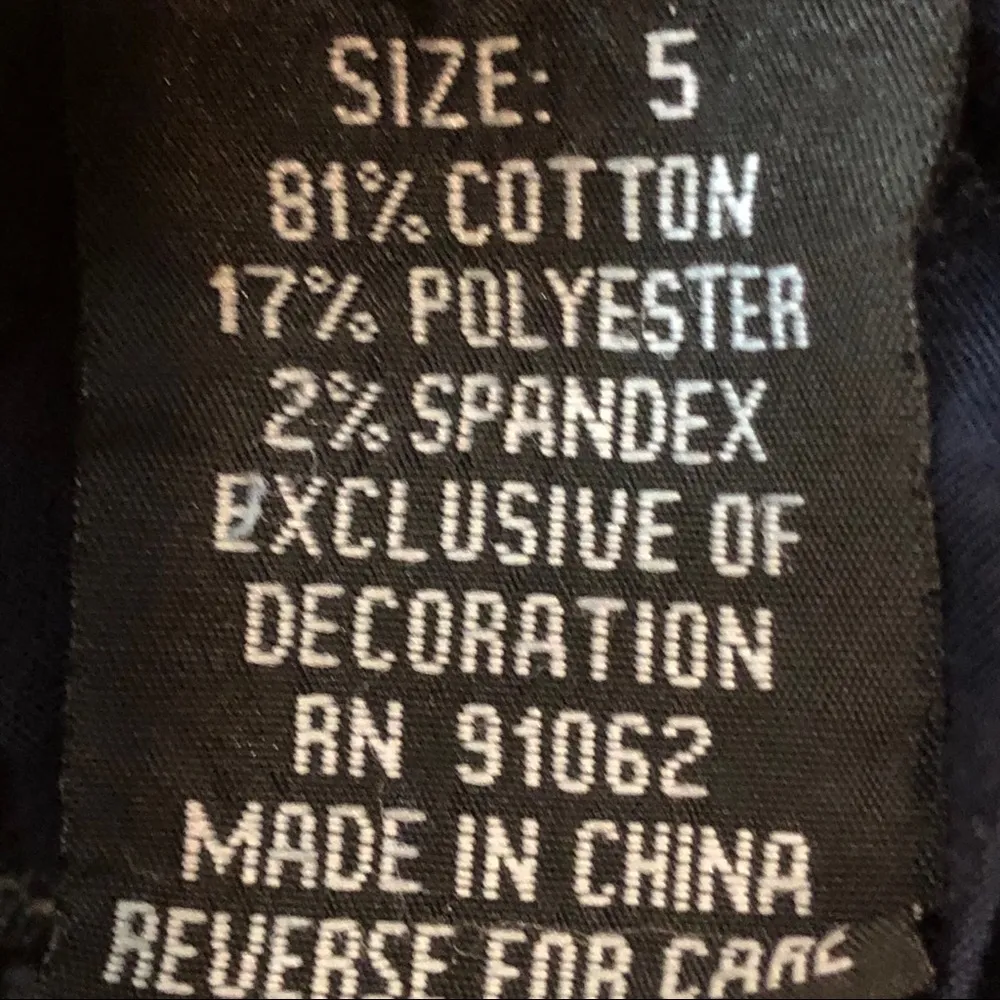 SIZE: 5
81% COTTON
17% POLYESTER
2% SPANDEX
EXCLUSIVE OF
DECORATION
RN 91062
MADE IN CHINA
REVERSE FOR CARE